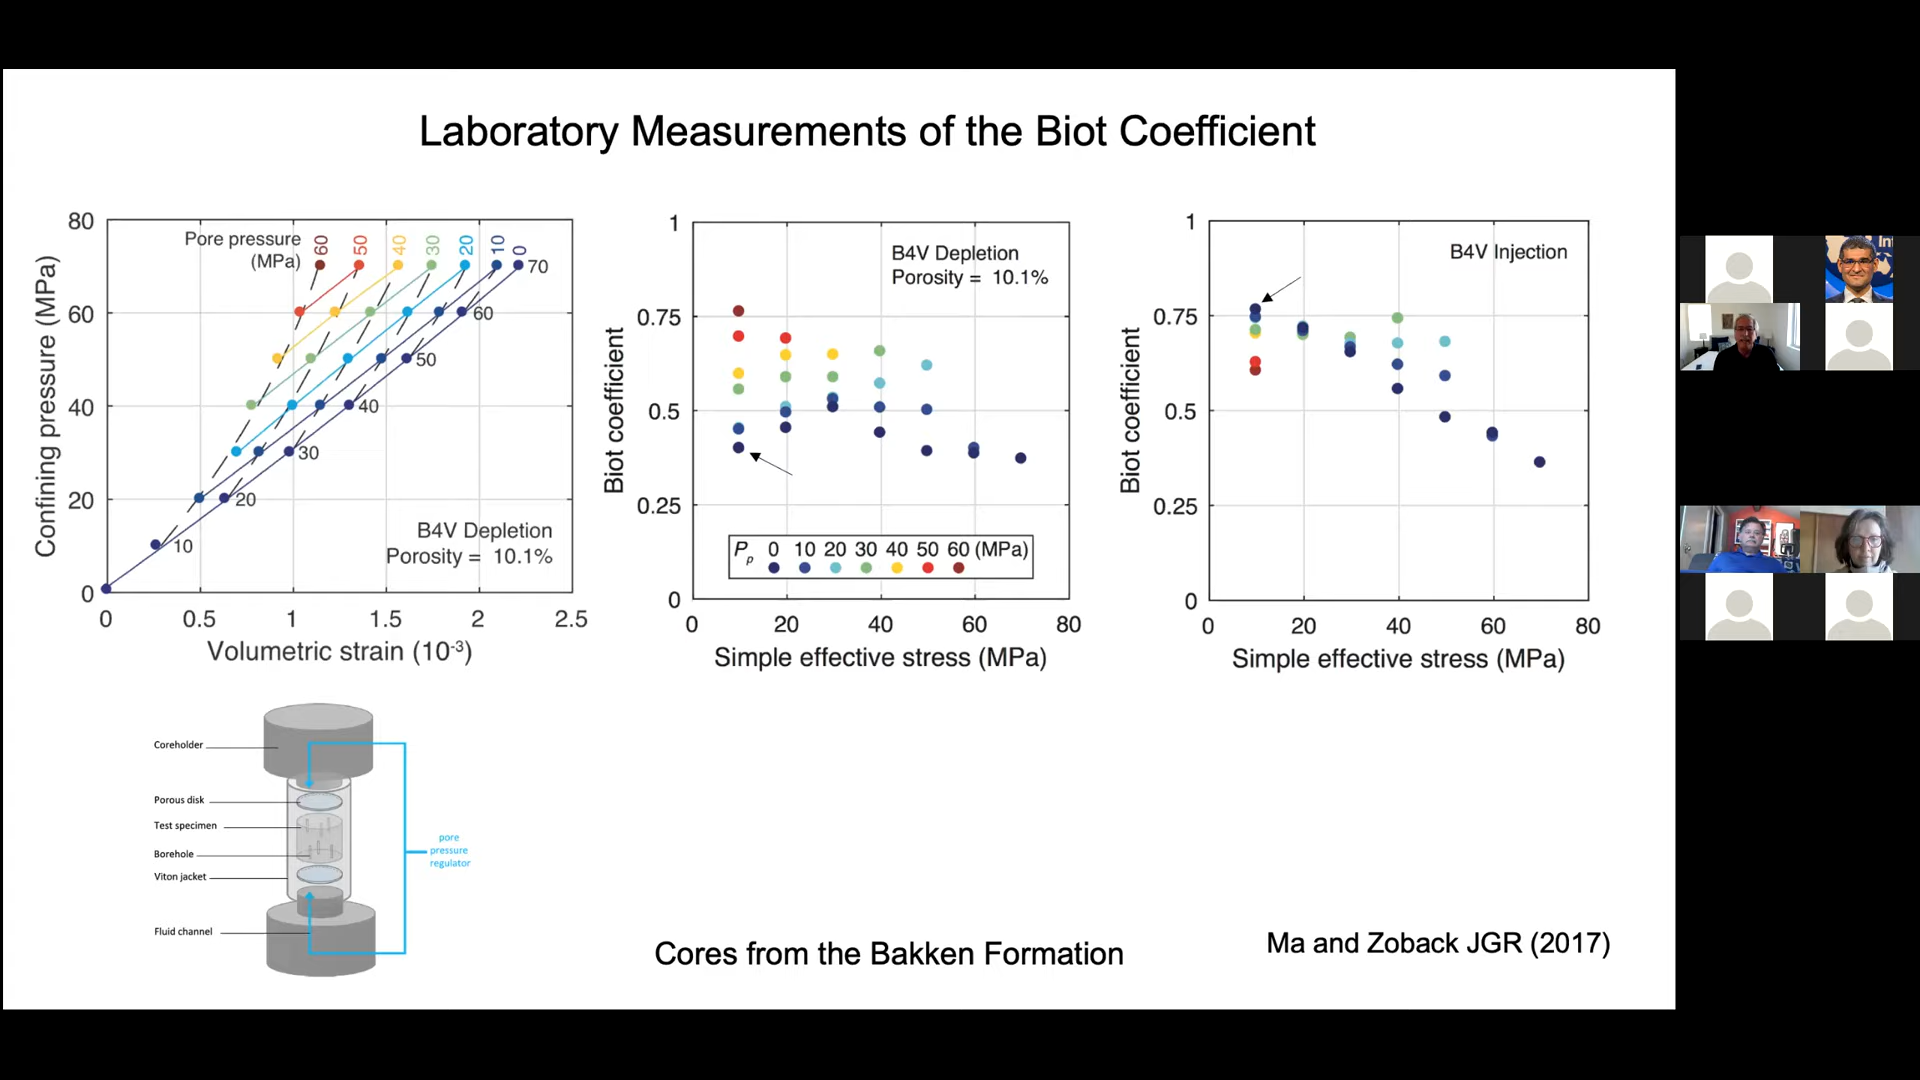 Laboratory Measurements of the Biot Coefficient
80
60
40
20
0
Confining pressure (MPa)
Pore pressure
(MPa)
60
50
40
30
20
10
0
70
60
50
40
30
20
10
B4V Depletion
Porosity = 10.1%
0
0.5
1
1.5
2
2.5
Volumetric strain (10-3)
1
0.75
0.5
0.25
0
Biot coefficient
B4V Depletion
Porosity = 10.1%
Pp 0 10 20 30 40 50 60 (MPa)
0
20
40
60
80
Simple effective stress (MPa)
1
0.75
0.5
0.25
0
Biot coefficient
B4V Injection
0
20
40
60
80
Simple effective stress (MPa)
Coreholder
Porous disk
Test specimen
Borehole
Viton jacket
Fluid channel
pore
pressure
regulator
Cores from the Bakken Formation
Ma and Zoback JGR (2017)